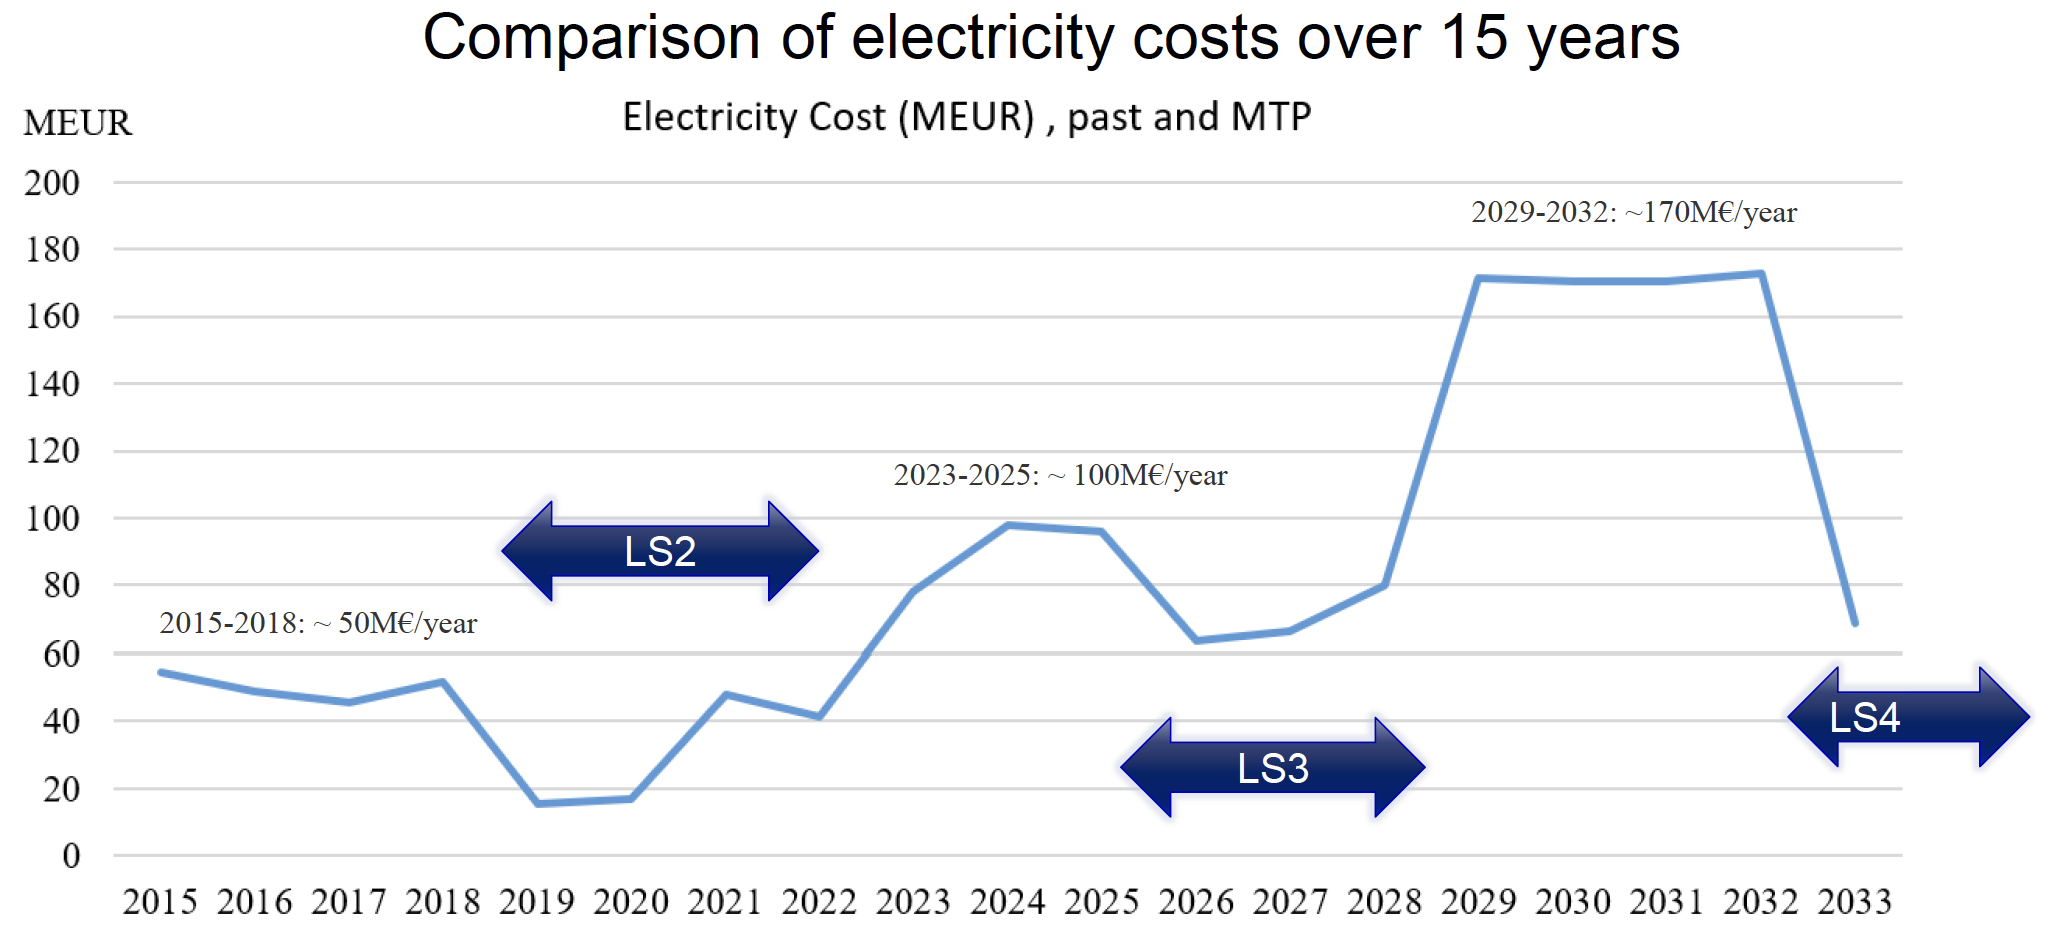 Comparison of electricity costs over 15 years
Electricity Cost (MEUR) , past and MTP
MEUR
200
180
160
140
120
100
80
60
40
20
0
2029-2032: ~170M€/year
2023-2025: ~ 100M€/year
2015-2018: ~ 50M€/year
LS2
LS3
LS4
2015 2016 2017 2018 2019 2020 2021 2022 2023 2024 2025 2026 2027 2028 2029 2030 2031 2032 2033